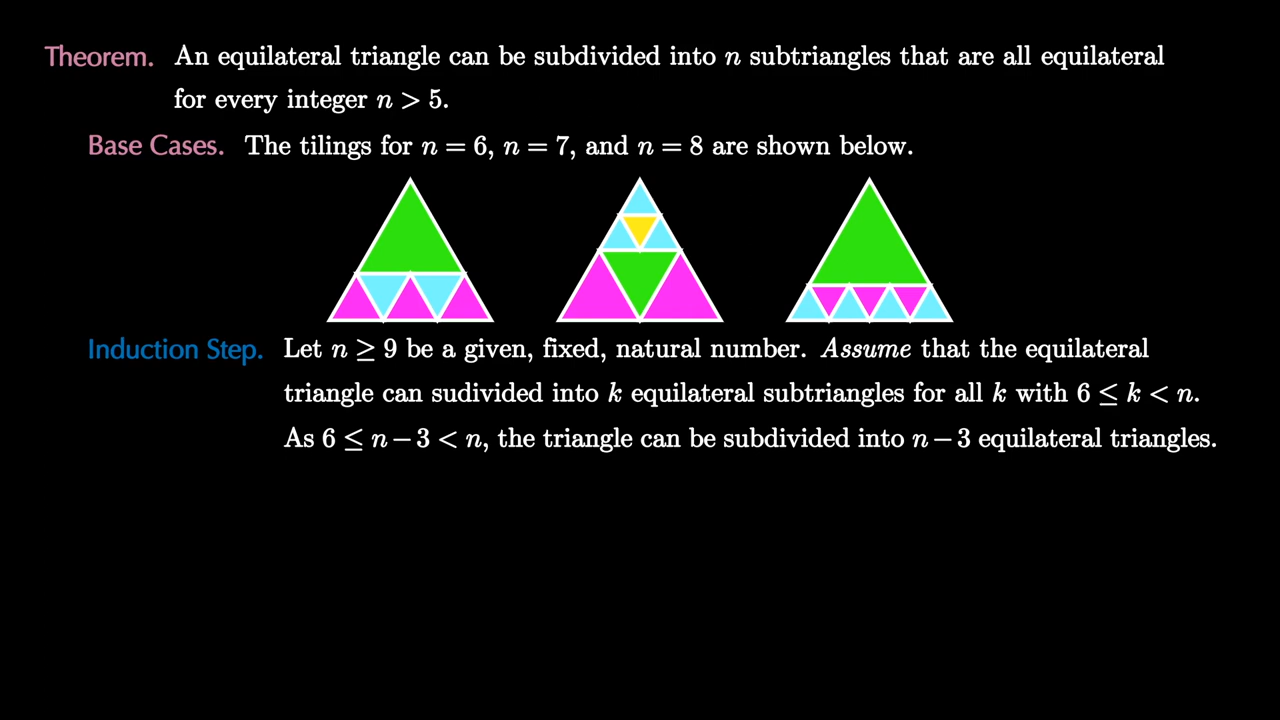 Theorem. An equilateral triangle can be subdivided into n subtriangles that are all equilateral
for every integer n > 5.
Base Cases. The tilings for n = 6, n = 7, and n = 8 are shown below.
Induction Step. Let n ≥ 9 be a given, fixed, natural number. Assume that the equilateral
triangle can sudivided into k equilateral subtriangles for all k with 6 ≤ k < n.
As 6 ≤ n − 3 < n, the triangle can be subdivided into n − 3 equilateral triangles.